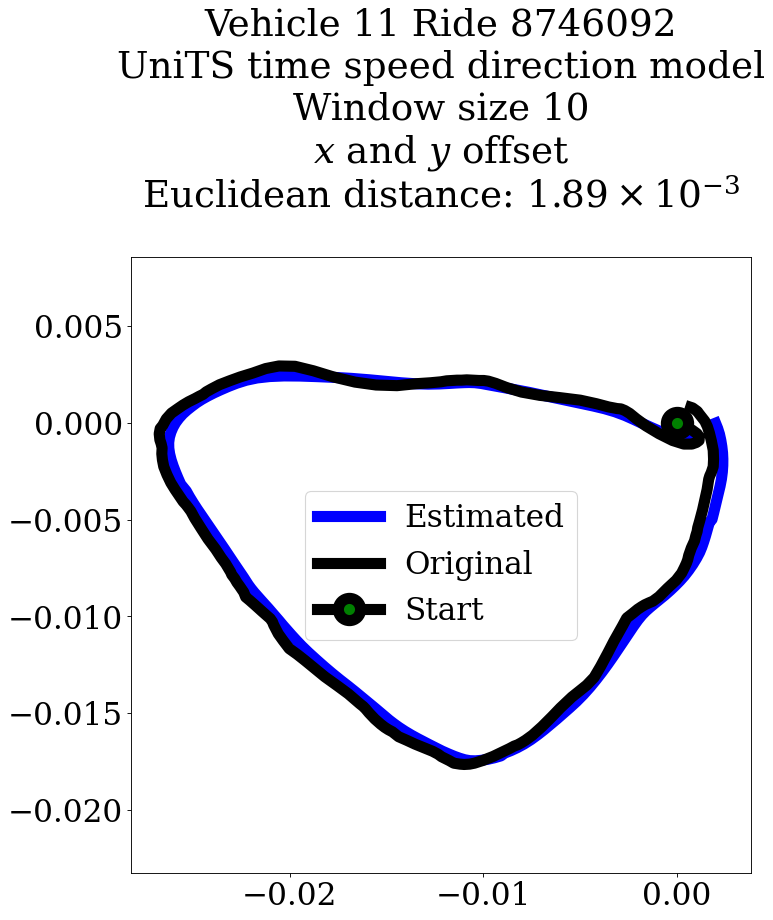 Vehicle 11 Ride 8746092
UniTS time speed direction model
Window size 10
x and y offset
Euclidean distance: 1.89 × 10⁻³
0.005
0.000
−0.005
−0.010
−0.015
−0.020
Estimated
Original
Start
−0.02
−0.01
0.00